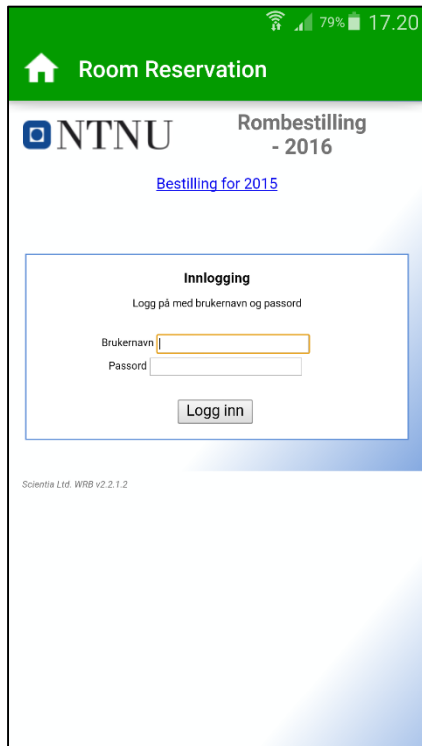 79% 17.20
Room Reservation
NTNU
Rombestilling
- 2016
Bestilling for 2015
Innlogging
Logg på med brukernavn og passord
Brukernavn
Passord
Logg inn
Scientia Ltd. WRB v2.2.1.2